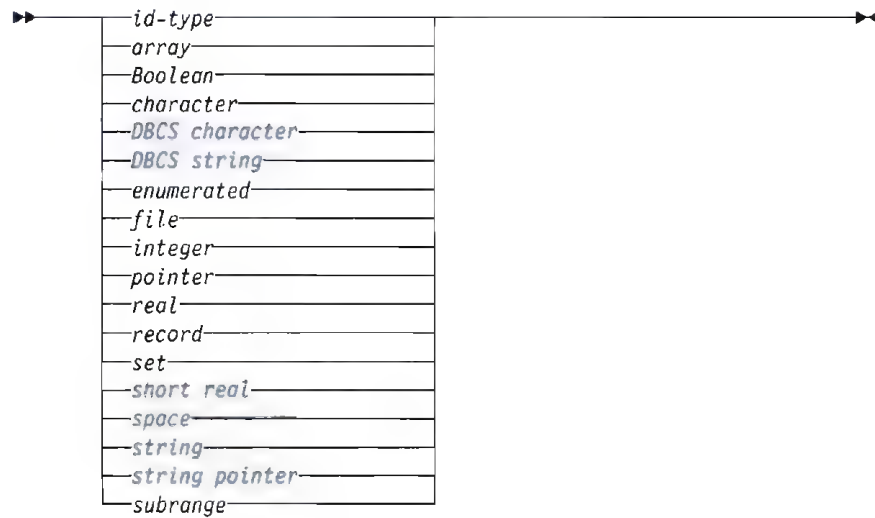 id-type
array
Boolean
character
DBCS character
DBCS string
enumerated
file
integer
pointer
real
record
set
short real
space
string
string pointer
subrange